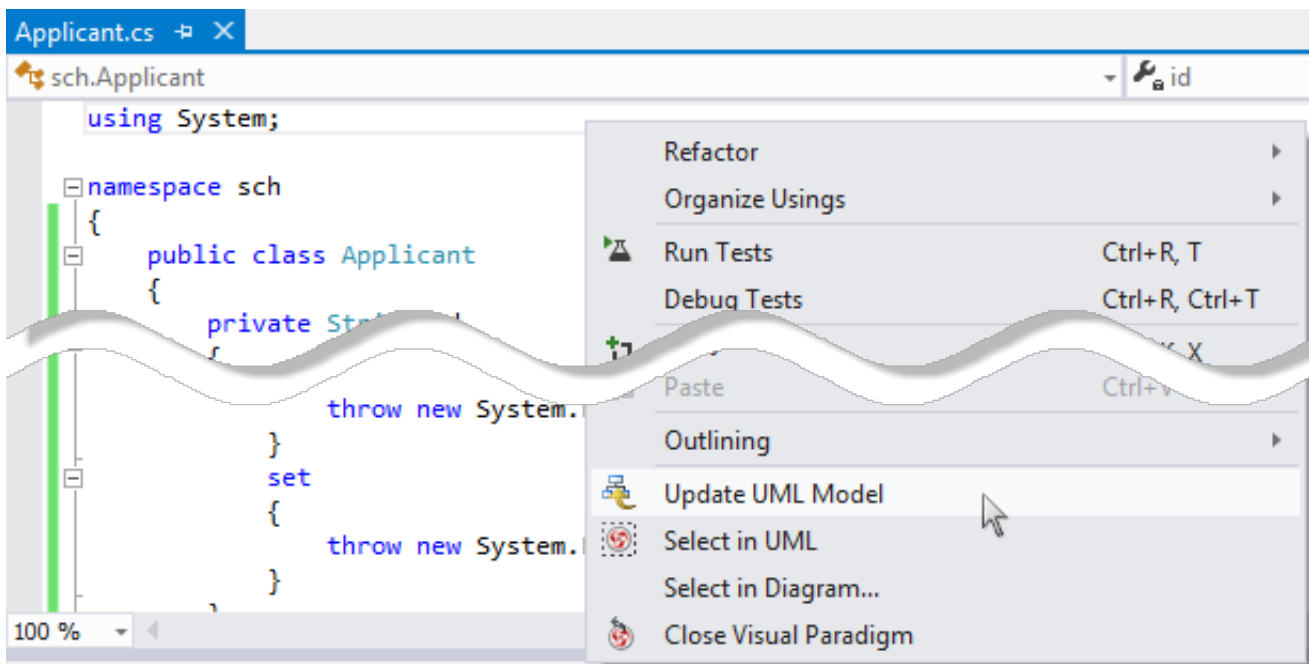 Applicant.cs
sch.Applicant
id
using System;
namespace sch
{
public class Applicant
{
private
{
throw new System.
}
set
{
throw new System.
}
100 %
Refactor
Organize Usings
Run Tests Ctrl+R, T
Debug Tests Ctrl+R, Ctrl+T
X
Paste Ctrl+
Outlining
Update UML Model
Select in UML
Select in Diagram...
Close Visual Paradigm